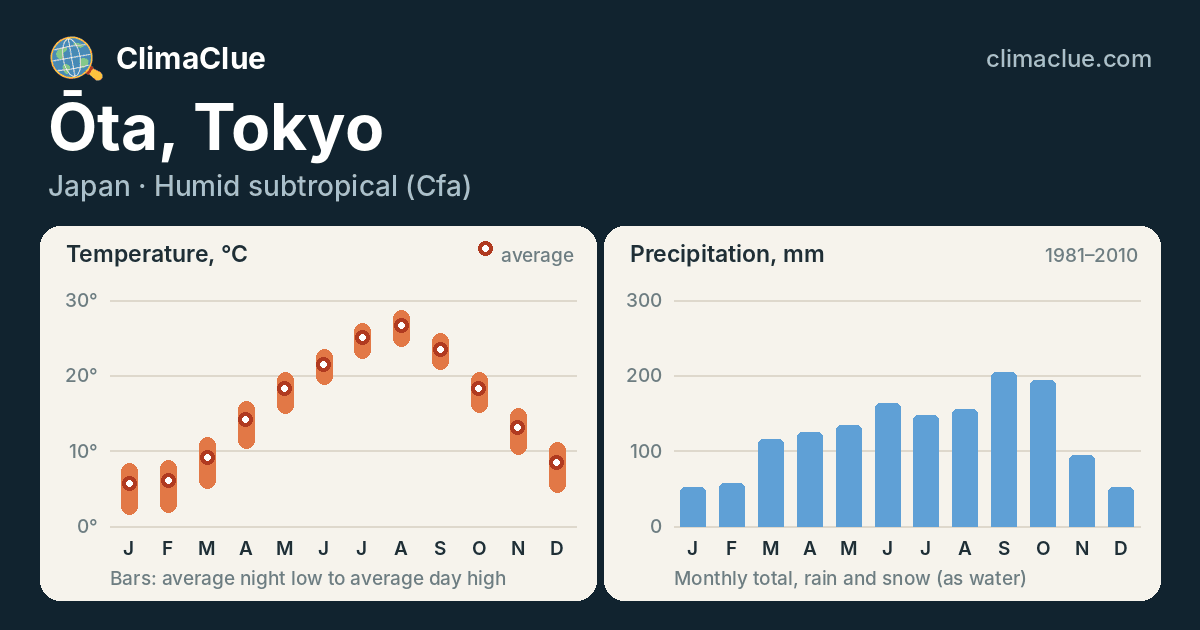 ClimaClue
climaclue.com
Ōta, Tokyo
Japan · Humid subtropical (Cfa)
Temperature, °C
average
30°
20°
10°
0°
J F M A M J J A S O N D
Bars: average night low to average day high
Precipitation, mm
1981–2010
300
200
100
0
J F M A M J J A S O N D
Monthly total, rain and snow (as water)